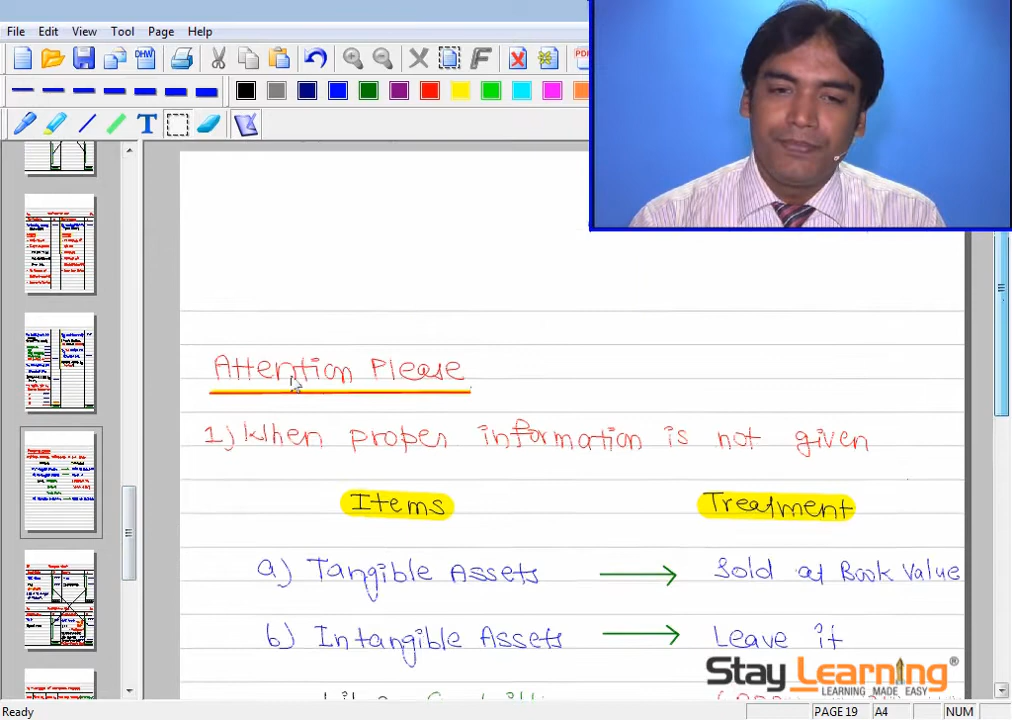 File Edit View Tool Page Help
DHW
T
F
Attention Please
1) When proper information is not given
Items Treatment
a) Tangible Assets → Sold at Book Value
b) Intangible Assets → Leave it
Stay Learning®
LEARNING MADE EASY
Ready PAGE 19 A4 NUM